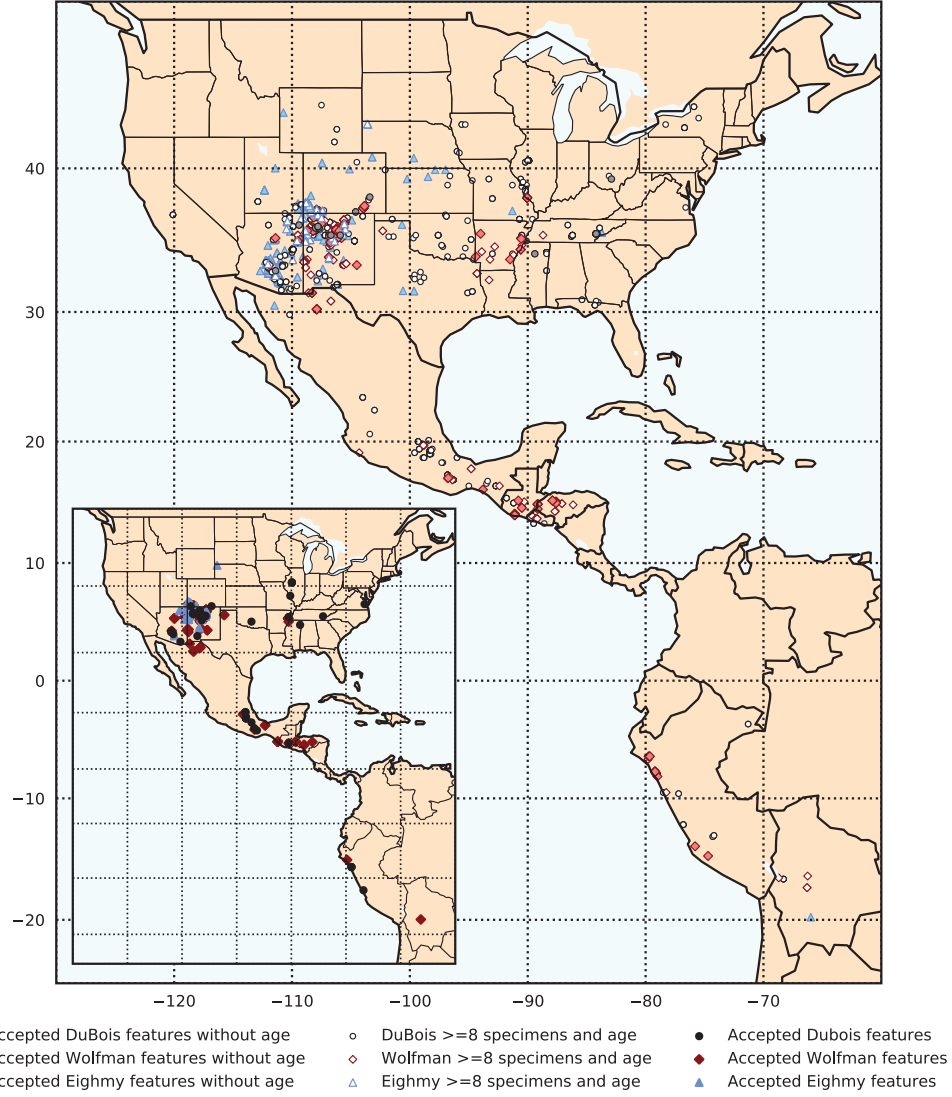 40
30
20
10
0
−10
−20
−120
−110
−100
−90
−80
−70
ccepted DuBois features without age
DuBois >=8 specimens and age
Accepted Dubois features
ccepted Wolfman features without age
Wolfman >=8 specimens and age
Accepted Wolfman features
ccepted Eighmy features without age
Eighmy >=8 specimens and age
Accepted Eighmy features